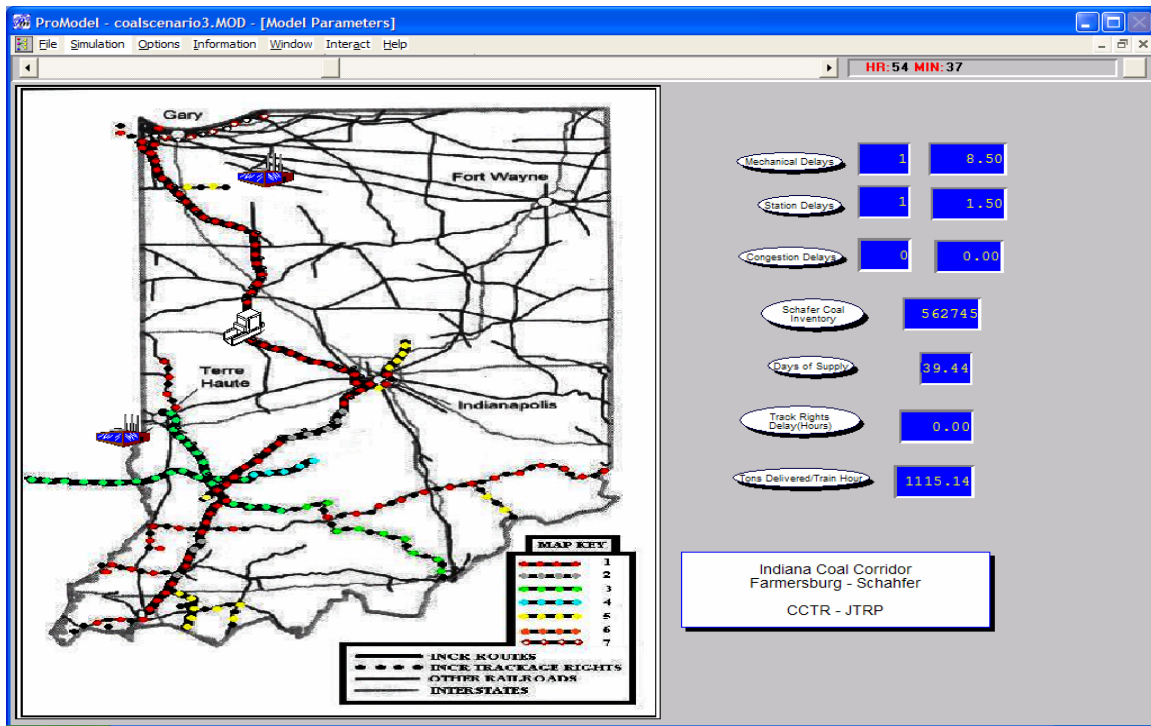 ProModel - coalscenario3.MOD - [Model Parameters]
File Simulation Options Information Window Interact Help
HR:54 MIN:37
Gary
Fort Wayne
Terre
Haute
Indianapolis
MAP KEY
1
2
3
4
5
6
7
INCR ROUTES
INCR TRACKAGE RIGHTS
OTHER RAILROADS
INTERSTATES
Mechanical Delays 1 8.50
Station Delays 1 1.50
Congestion Delays 0 0.00
Schafer Coal
Inventory
562745
Days of Supply 39.44
Track Rights
Delay(Hours)
0.00
Tons Delivered/Train Hour 1115.14
Indiana Coal Corridor
Farmersburg - Schahfer
CCTR - JTRP